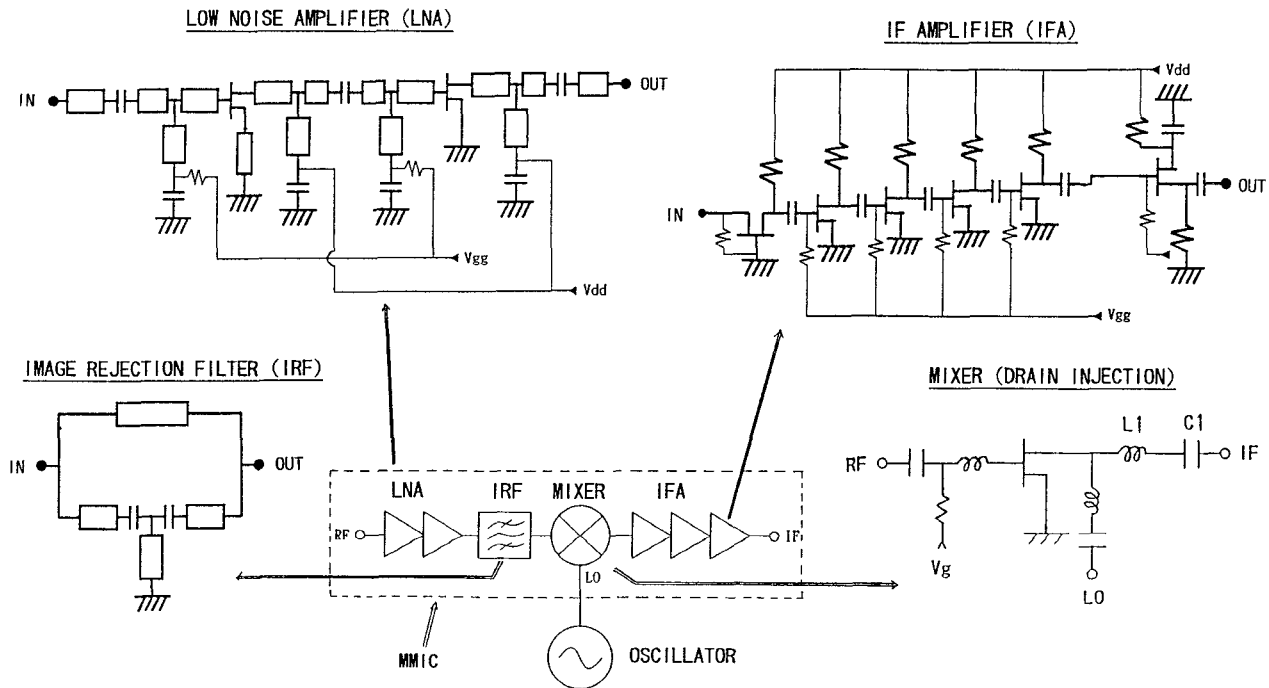 LOW NOISE AMPLIFIER (LNA)
IN
OUT
Vgg
Vdd
IF AMPLIFIER (IFA)
Vdd
IN
OUT
Vgg
IMAGE REJECTION FILTER (IRF)
IN
OUT
MIXER (DRAIN INJECTION)
L1
C1
RF
IF
Vg
LO
LNA
IRF
MIXER
IFA
RF
IF
LO
MMIC
OSCILLATOR